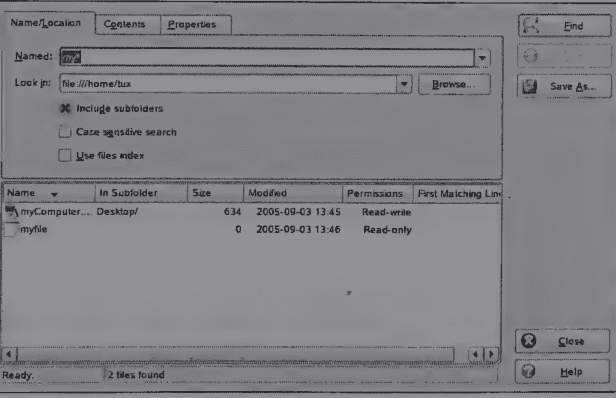 Name/Location Contents Properties
Find
Named: my*
Look in: file:///home/tux Browse...
Save As...
Include subfolders
Case sensitive search
Use files index
Name In Subfolder Size Modified Permissions First Matching Line
myComputer... Desktop/ 634 2005-09-03 13:45 Read-write
myfile 0 2005-09-03 13:46 Read-only
Close
Ready. 2 files found
Help